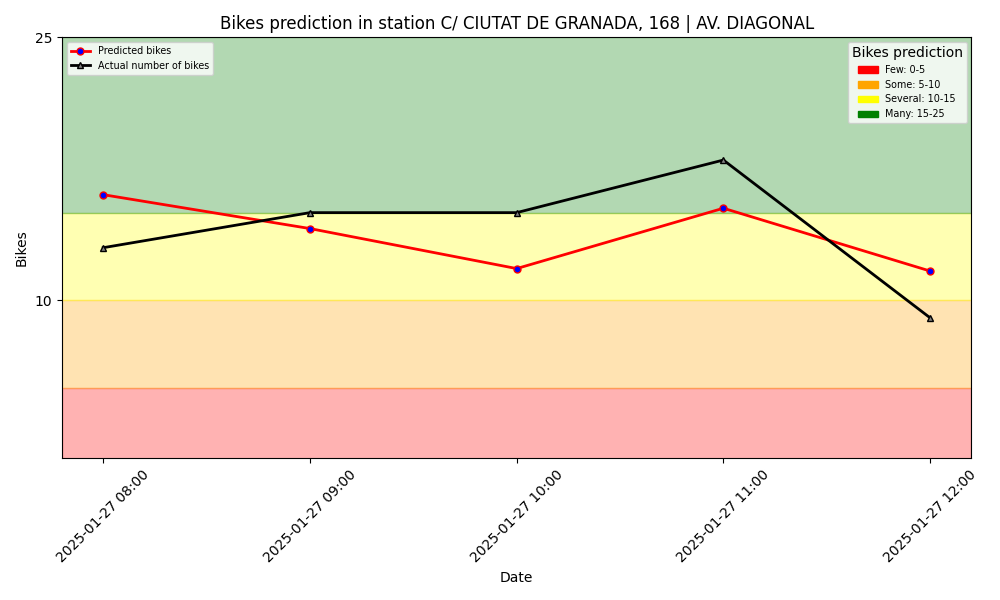 Bikes prediction in station C/ CIUTAT DE GRANADA, 168 | AV. DIAGONAL
25
Predicted bikes
Actual number of bikes
Bikes prediction
Few: 0-5
Some: 5-10
Several: 10-15
Many: 15-25
Bikes
10
2025-01-27 08:00
2025-01-27 09:00
2025-01-27 10:00
2025-01-27 11:00
2025-01-27 12:00
Date